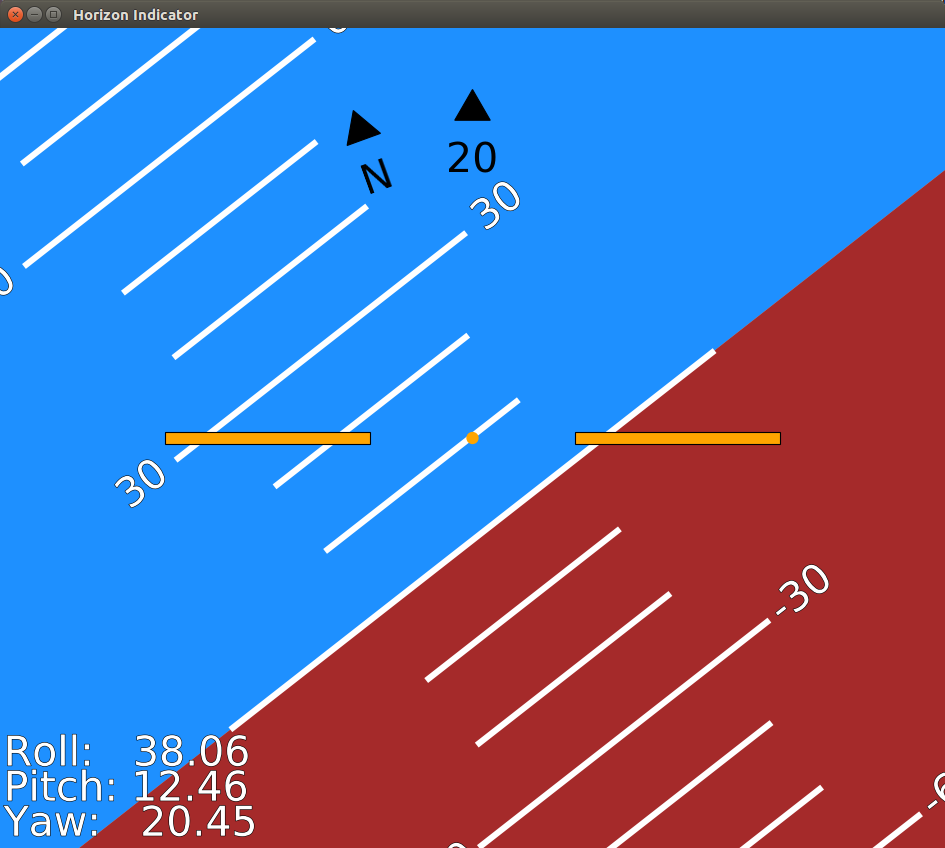 Horizon Indicator
N
20
30
30
-30
Roll: 38.06
Pitch: 12.46
Yaw: 20.45